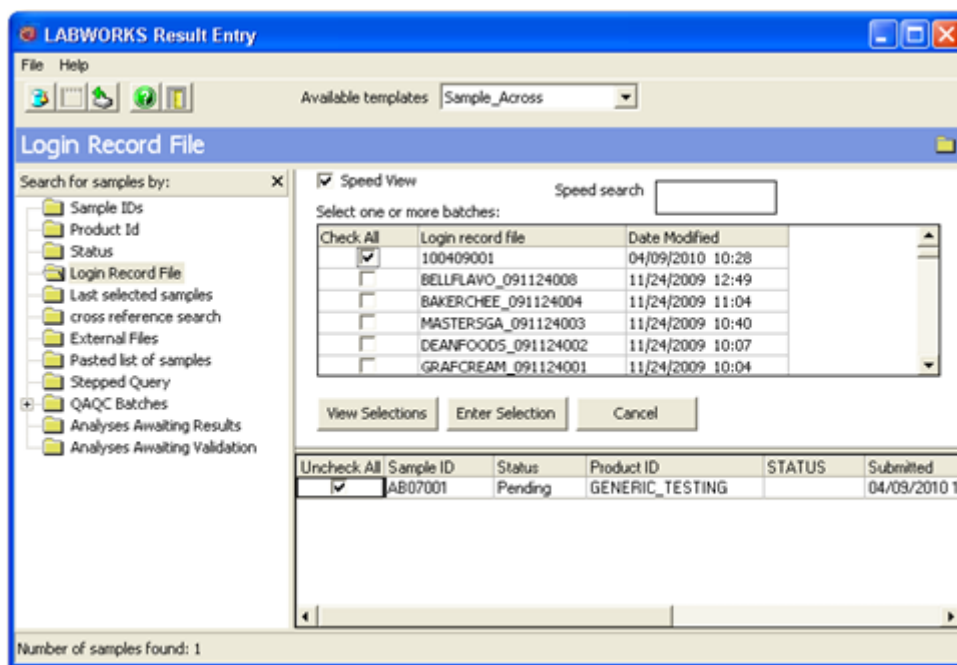 LABWORKS Result Entry
File Help
Available templates Sample_Across
Login Record File
Search for samples by:
Sample IDs
Product Id
Status
Login Record File
Last selected samples
cross reference search
External Files
Pasted list of samples
Stepped Query
QAQC Batches
Analyses Awaiting Results
Analyses Awaiting Validation
Speed View Speed search
Select one or more batches:
Check All Login record file Date Modified
100409001 04/09/2010 10:28
BELLFLAVO_091124008 11/24/2009 12:49
BAKERCHEE_091124004 11/24/2009 11:04
MASTERSGA_091124003 11/24/2009 10:40
DEANFOODS_091124002 11/24/2009 10:07
GRAFCREAM_091124001 11/24/2009 10:04
View Selections Enter Selection Cancel
Uncheck All Sample ID Status Product ID STATUS Submitted
AB07001 Pending GENERIC_TESTING 04/09/2010 1
Number of samples found: 1